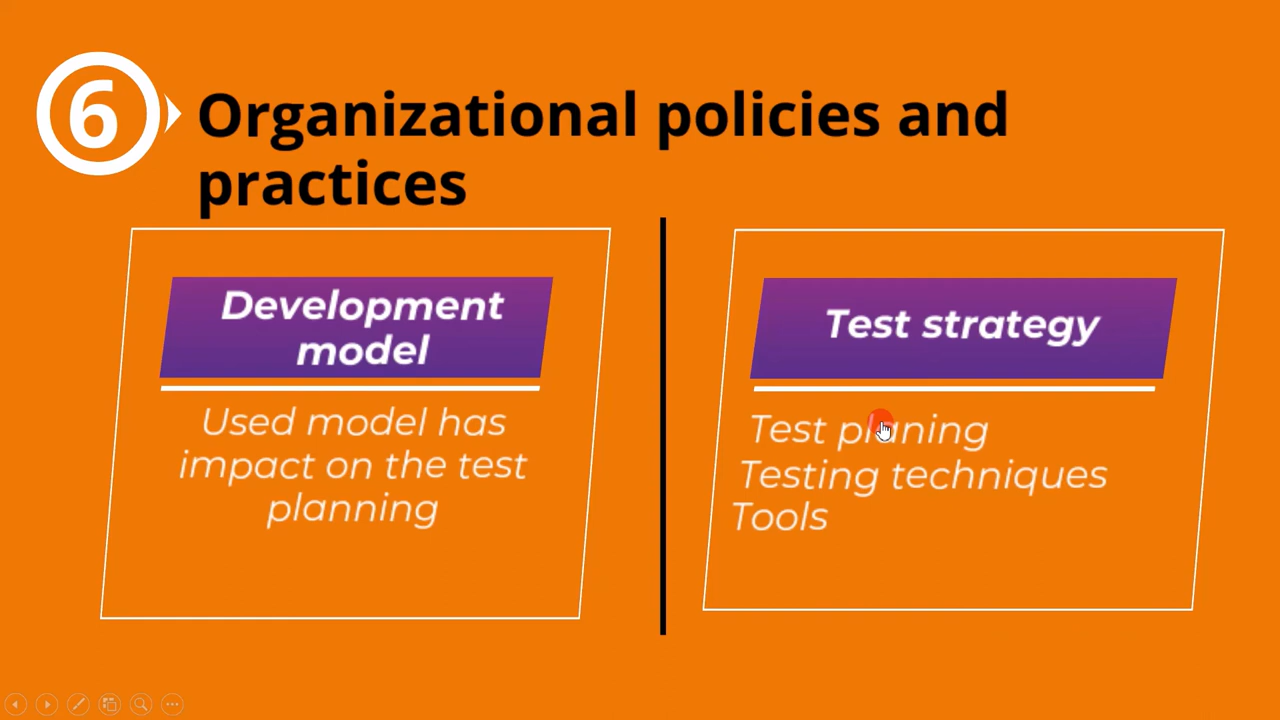 6
Organizational policies and
practices
Development
model
Used model has
impact on the test
planning
Test strategy
Test planing
Testing techniques
Tools